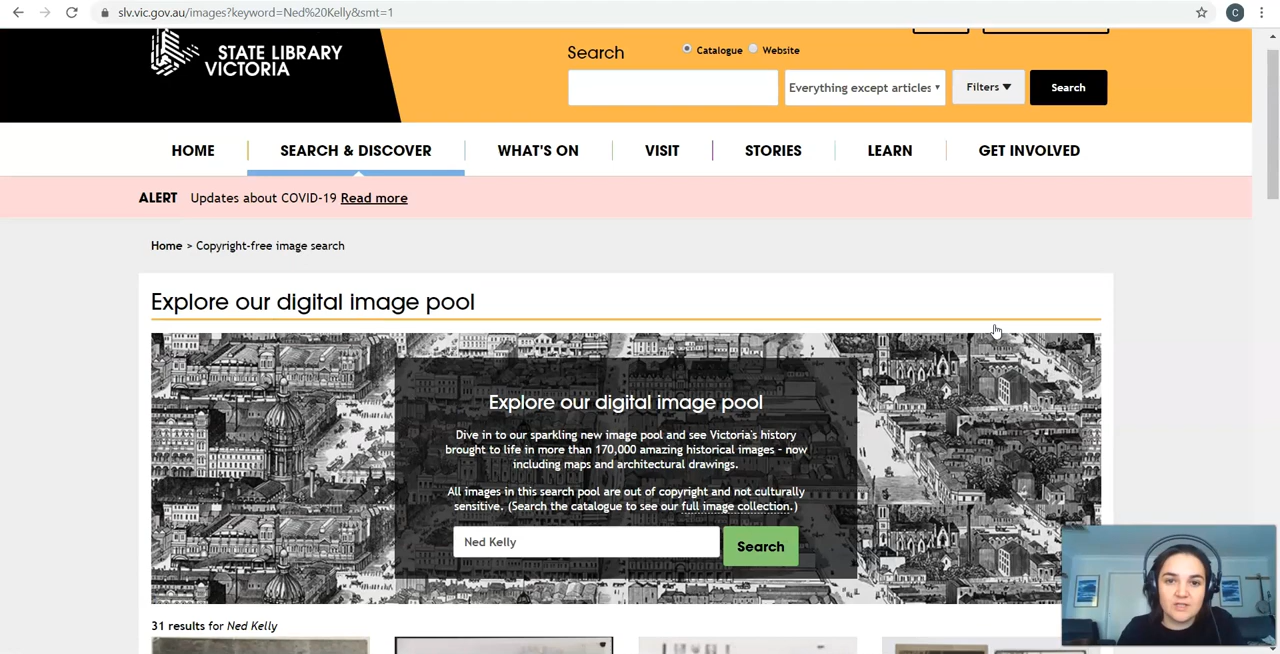 slv.vic.gov.au/images?keyword=Ned%20Kelly&smt=1
C
STATE LIBRARY
VICTORIA
Search
Catalogue
Website
Everything except articles
Filters ▼
Search
HOME
SEARCH & DISCOVER
WHAT'S ON
VISIT
STORIES
LEARN
GET INVOLVED
ALERT Updates about COVID-19 Read more
Home > Copyright-free image search
Explore our digital image pool
Explore our digital image pool
Dive in to our sparkling new image pool and see Victoria's history
brought to life in more than 170,000 amazing historical images - now
including maps and architectural drawings.
All images in this search pool are out of copyright and not culturally
sensitive. (Search the catalogue to see our full image collection.)
Ned Kelly
Search
31 results for Ned Kelly